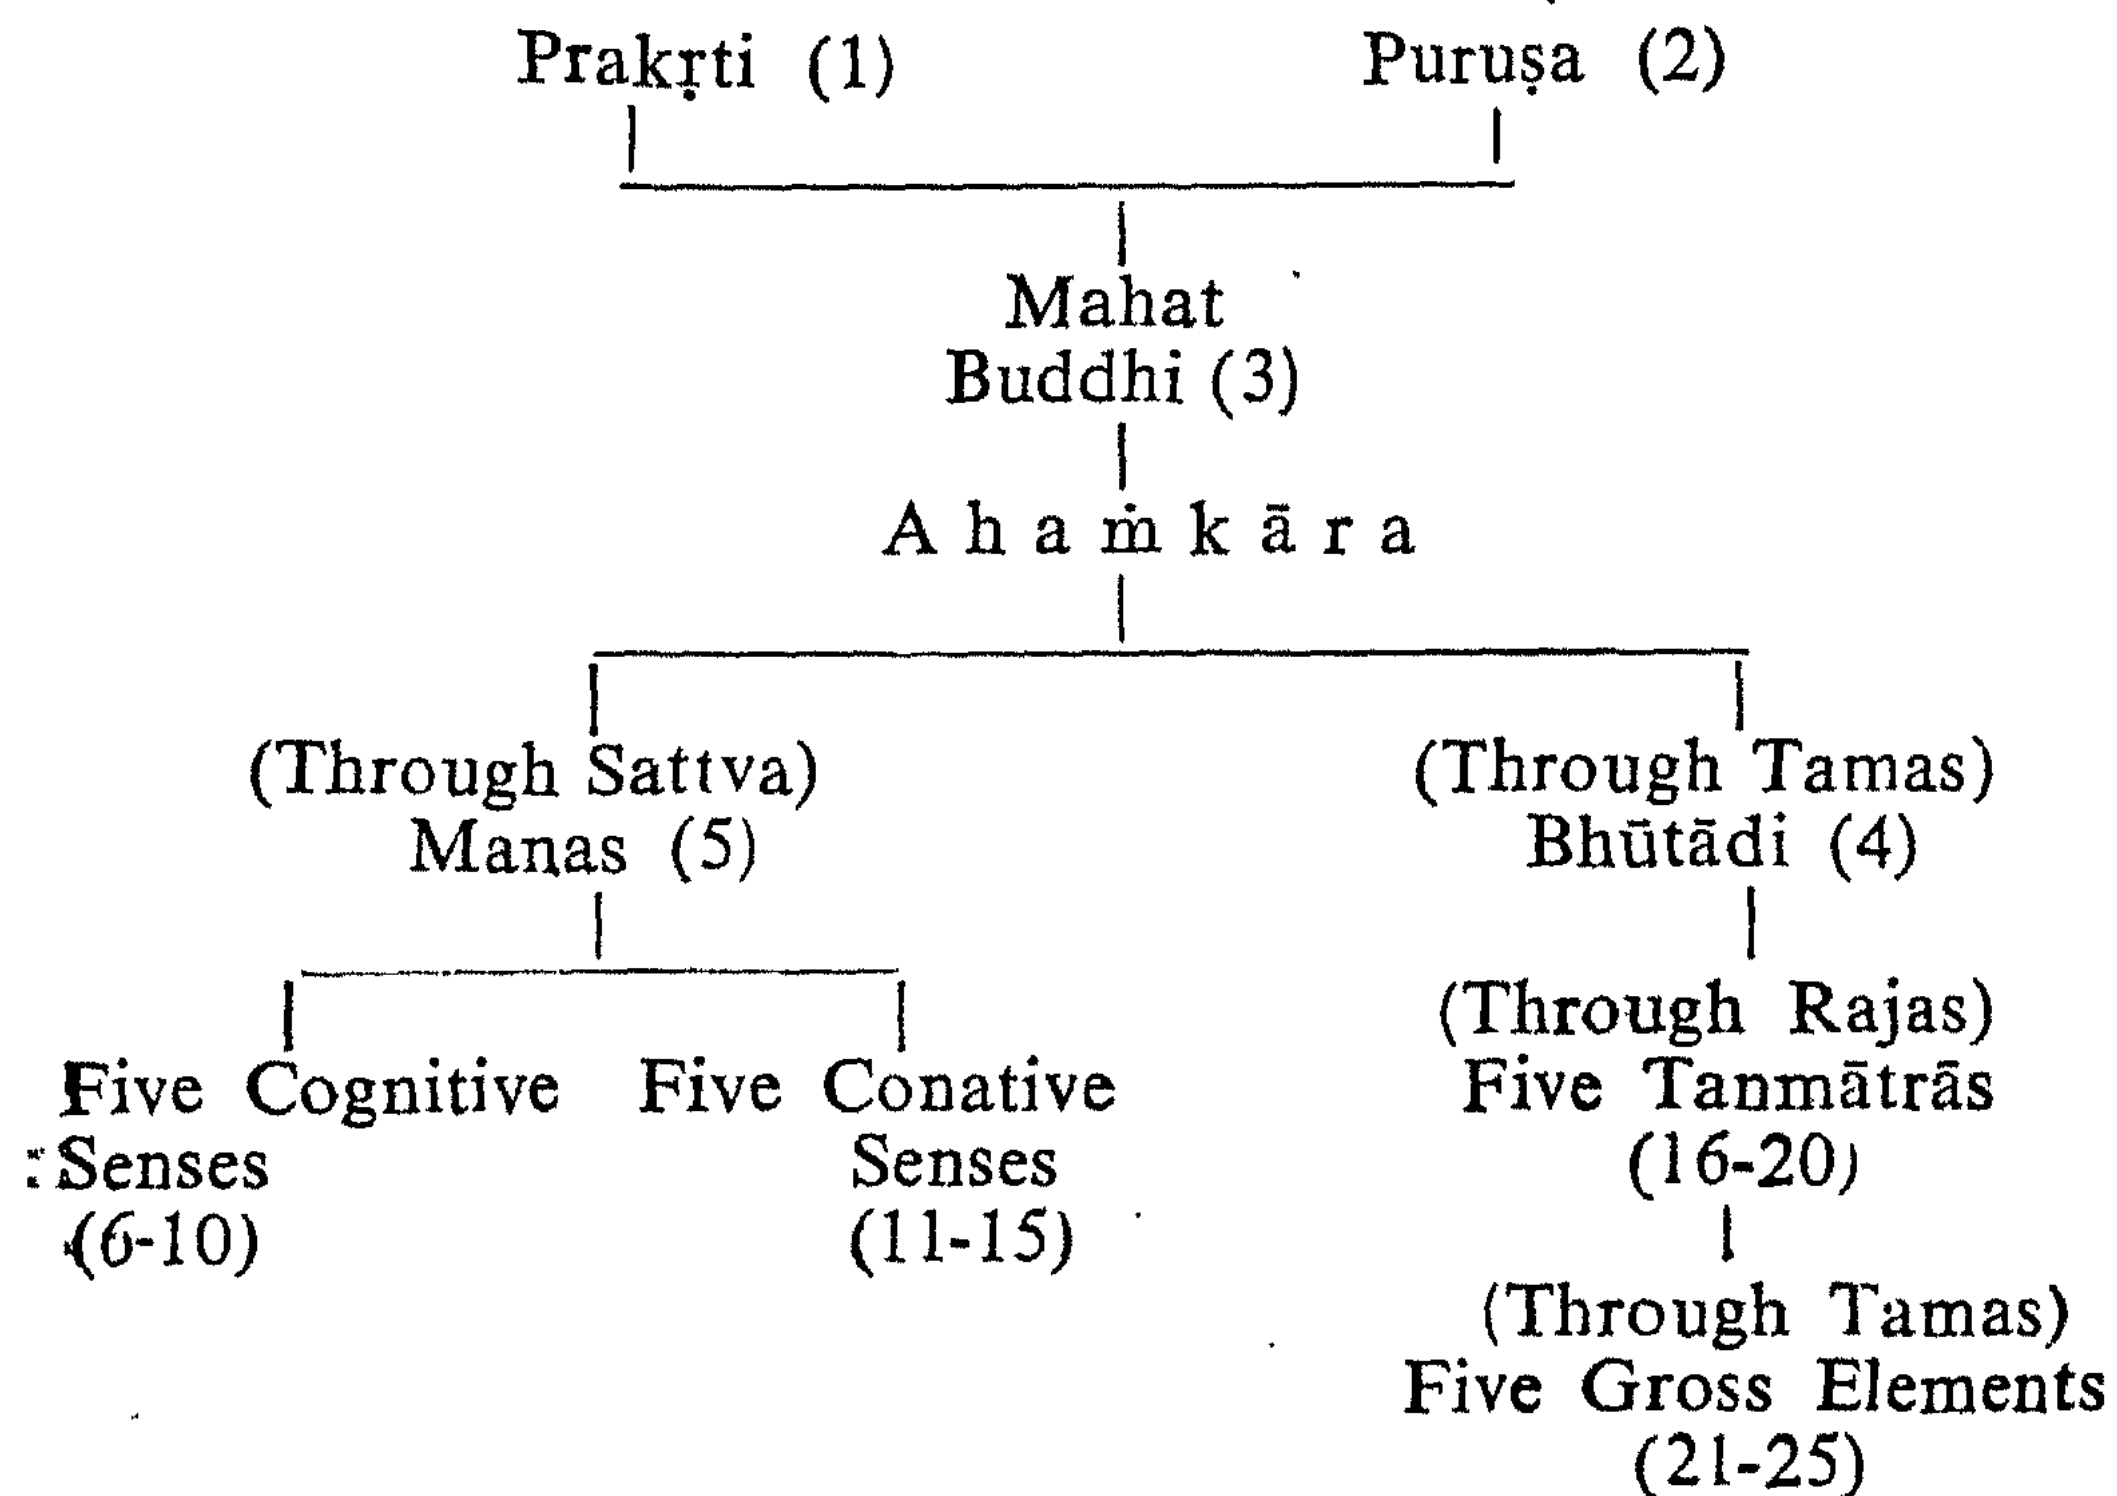 Prakṛti (1) Puruṣa (2)
Mahat
Buddhi (3)
Ahaṁkāra
(Through Sattva) (Through Tamas)
Manas (5) Bhūtādi (4)
(Through Rajas)
Five Cognitive Five Conative Five Tanmātrās
Senses Senses (16-20)
(6-10) (11-15)
(Through Tamas)
Five Gross Elements
(21-25)